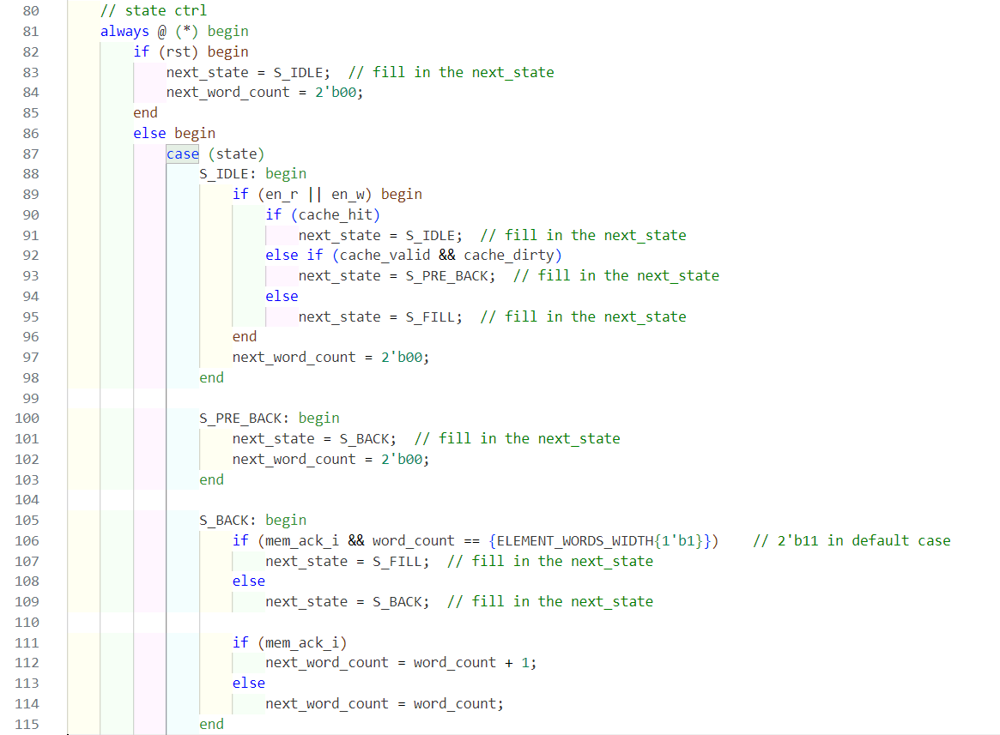 80 // state ctrl
81 always @ (*) begin
82 if (rst) begin
83 next_state = S_IDLE;  // fill in the next_state
84 next_word_count = 2'b00;
85 end
86 else begin
87 case (state)
88 S_IDLE: begin
89 if (en_r || en_w) begin
90 if (cache_hit)
91 next_state = S_IDLE;  // fill in the next_state
92 else if (cache_valid && cache_dirty)
93 next_state = S_PRE_BACK;  // fill in the next_state
94 else
95 next_state = S_FILL;  // fill in the next_state
96 end
97 next_word_count = 2'b00;
98 end
99
100 S_PRE_BACK: begin
101 next_state = S_BACK;  // fill in the next_state
102 next_word_count = 2'b00;
103 end
104
105 S_BACK: begin
106 if (mem_ack_i && word_count == {ELEMENT_WORDS_WIDTH{1'b1}})    // 2'b11 in default case
107 next_state = S_FILL;  // fill in the next_state
108 else
109 next_state = S_BACK;  // fill in the next_state
110
111 if (mem_ack_i)
112 next_word_count = word_count + 1;
113 else
114 next_word_count = word_count;
115 end